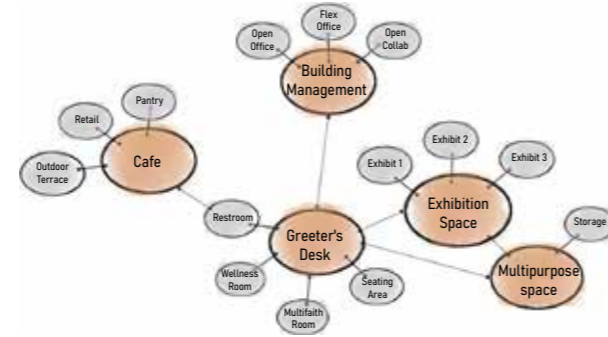 Flex
Office
Open
Office
Open
Collab
Building
Management
Pantry
Retail
Cafe
Outdoor
Terrace
Exhibit 2
Exhibit 1
Exhibit 3
Exhibition
Space
Restroom
Storage
Greeter's
Desk
Wellness
Room
Seating
Area
Multipurpose
space
Multifaith
Room